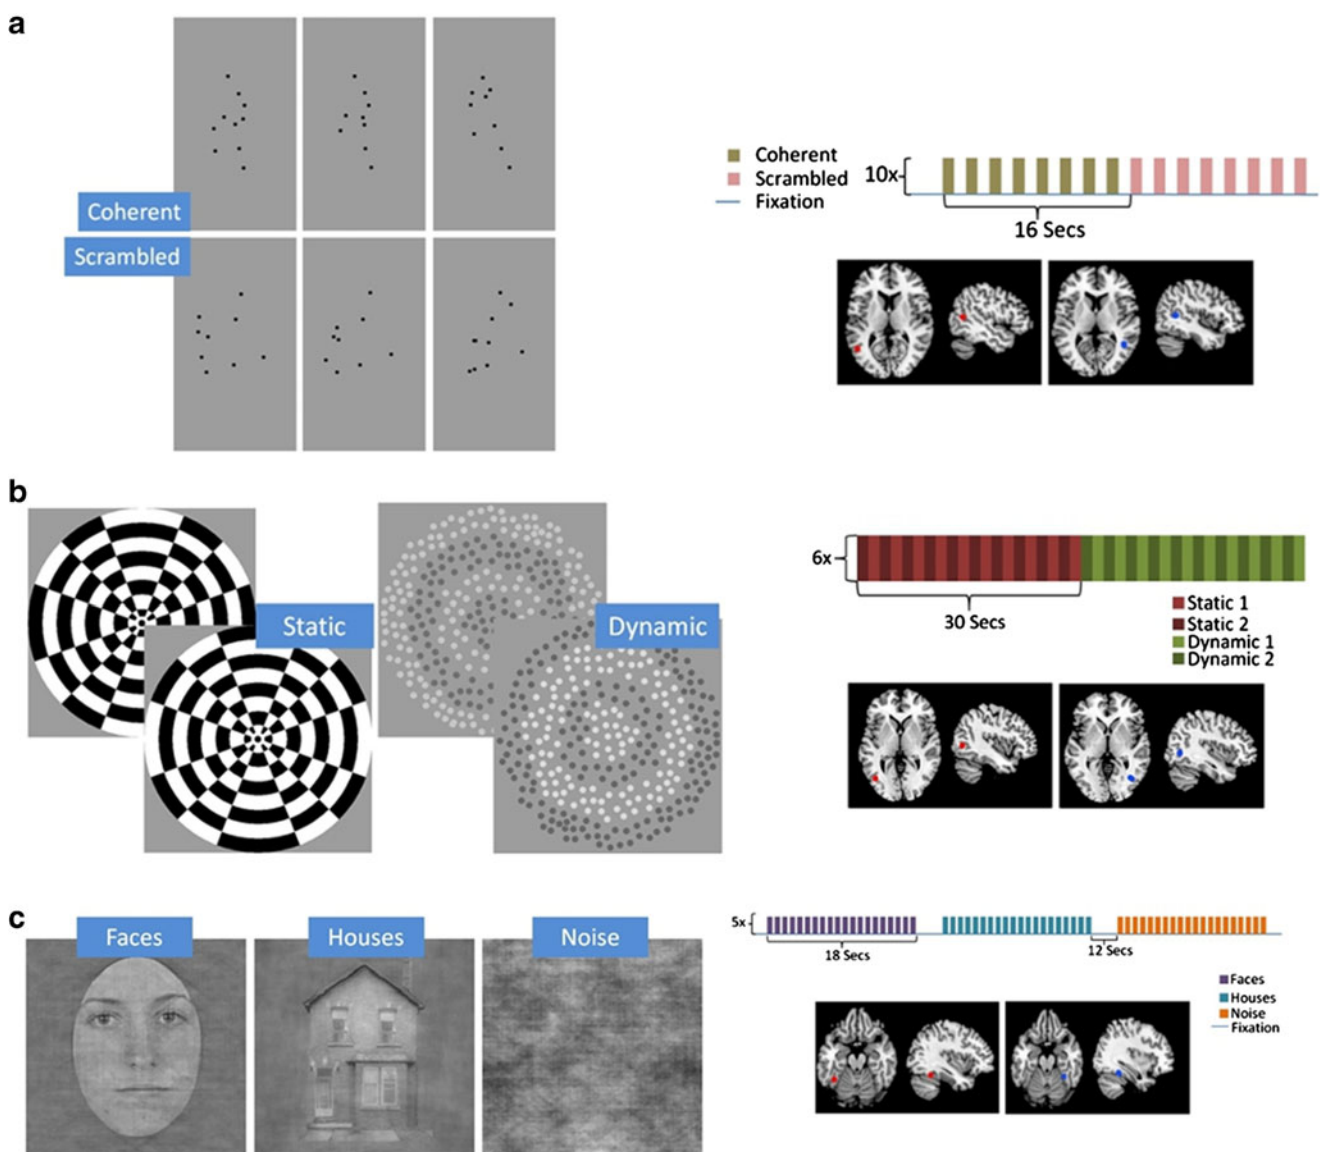 a
Coherent
Scrambled
Coherent
Scrambled
Fixation
10x
16 Secs
b
Static
Dynamic
6x
30 Secs
Static 1
Static 2
Dynamic 1
Dynamic 2
c
Faces
Houses
Noise
5x
18 Secs
12 Secs
Faces
Houses
Noise
Fixation